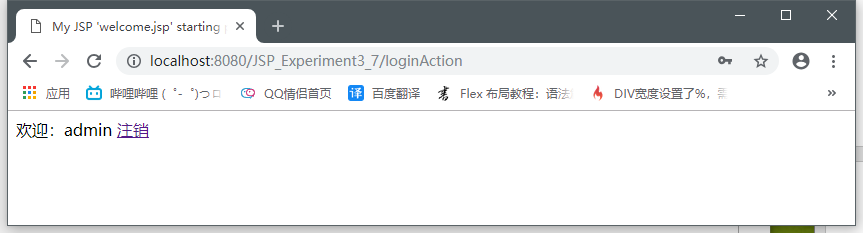 My JSP 'welcome.jsp' starting
localhost:8080/JSP_Experiment3_7/loginAction
应用 哔哩哔哩 ( ゜- ゜)つロ QQ情侣首页 译 百度翻译 书 Flex 布局教程：语法 DIV宽度设置了%，
欢迎：admin 注销